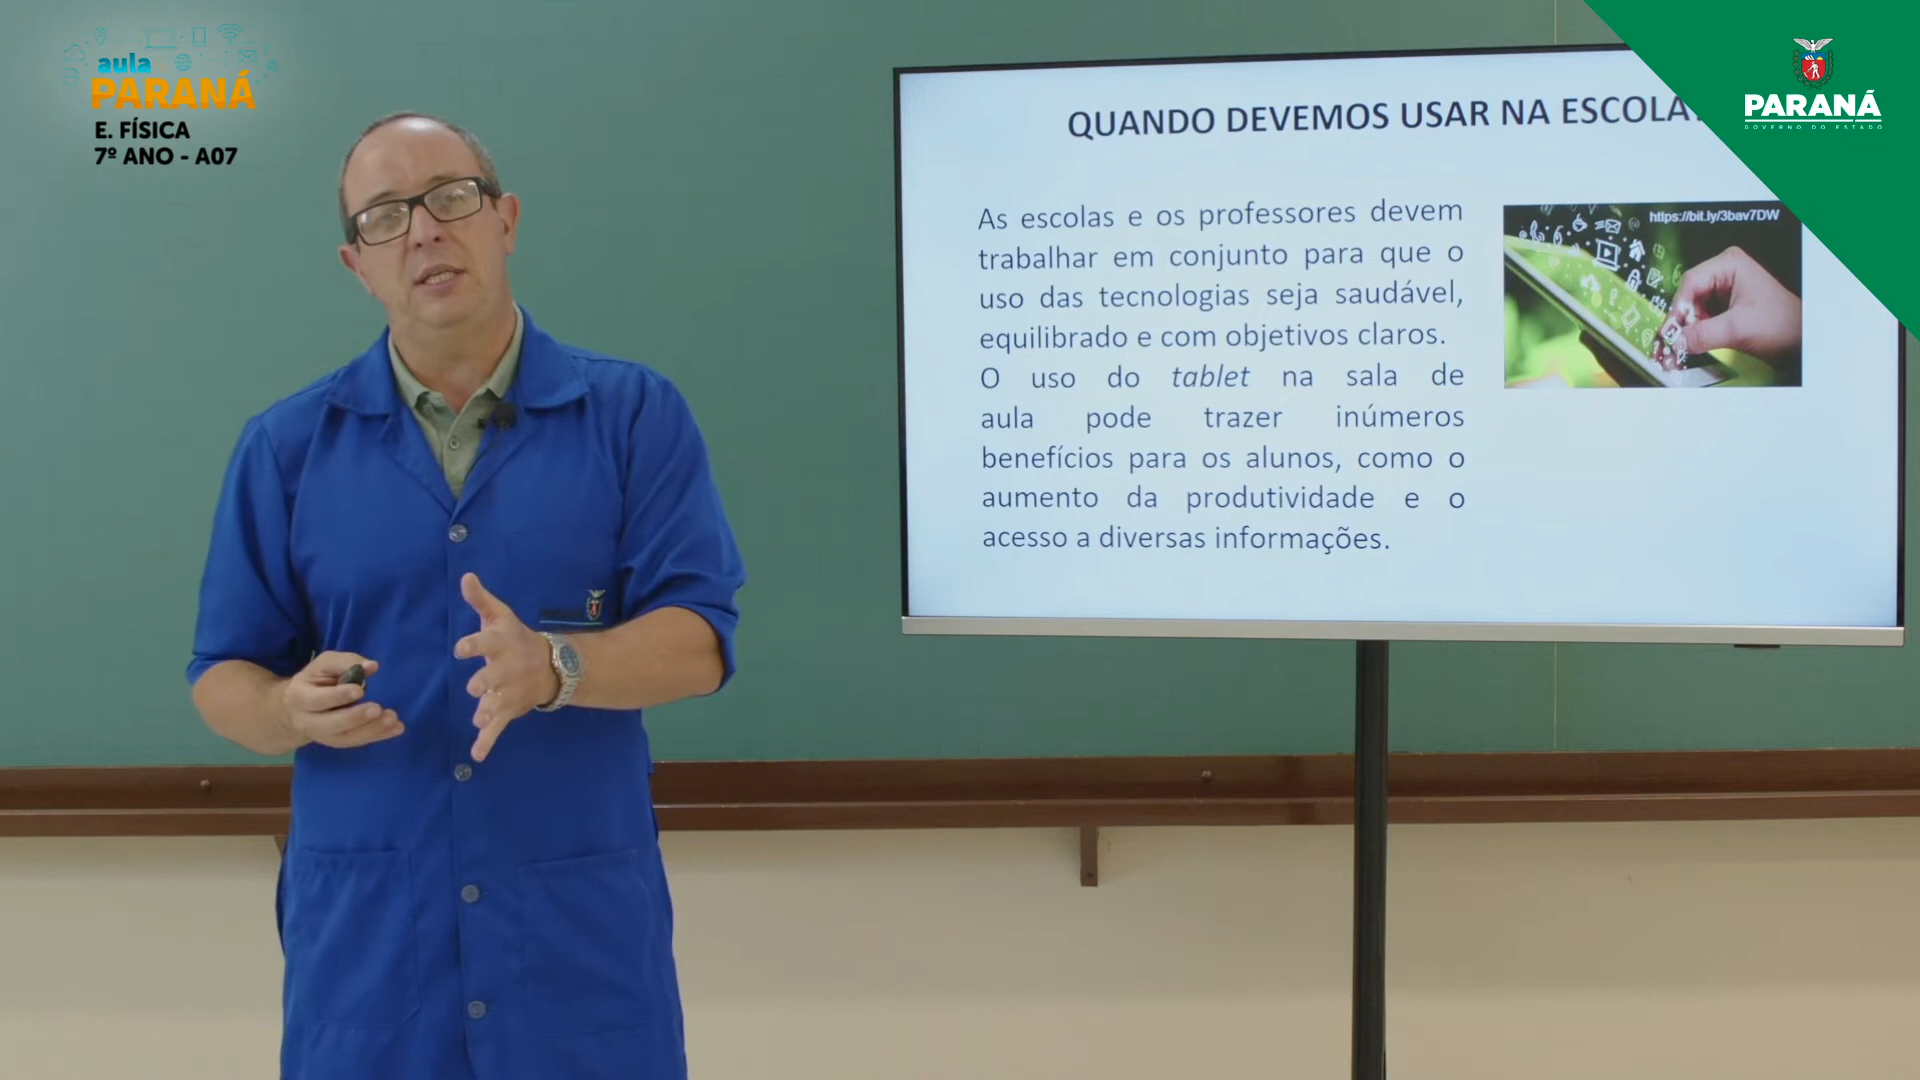 aula
PARANÁ
E. FÍSICA
7º ANO - A07
QUANDO DEVEMOS USAR NA ESCOLA?
As escolas e os professores devem
trabalhar em conjunto para que o
uso das tecnologias seja saudável,
equilibrado e com objetivos claros.
O uso do tablet na sala de
aula pode trazer inúmeros
benefícios para os alunos, como o
aumento da produtividade e o
acesso a diversas informações.
https://bit.ly/3bav7DW
PARANÁ
GOVERNO DO ESTADO